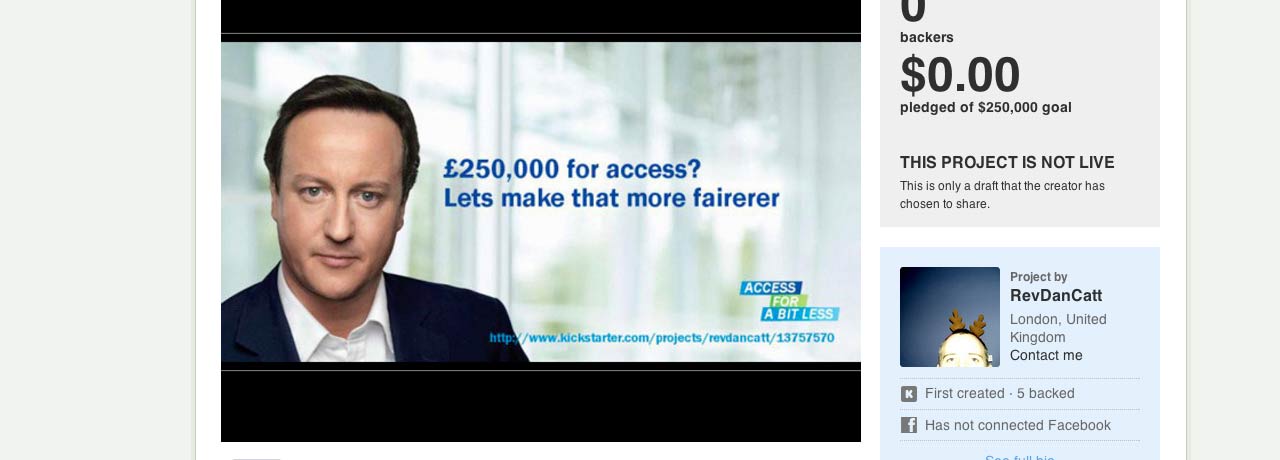 £250,000 for access?
Lets make that more fairerer
ACCESS
FOR
A BIT LESS
http://www.kickstarter.com/projects/revdancatt/13757570
0
backers
$0.00
pledged of $250,000 goal
THIS PROJECT IS NOT LIVE
This is only a draft that the creator has
chosen to share.
Project by
RevDanCatt
London, United
Kingdom
Contact me
First created · 5 backed
Has not connected Facebook
See full bio